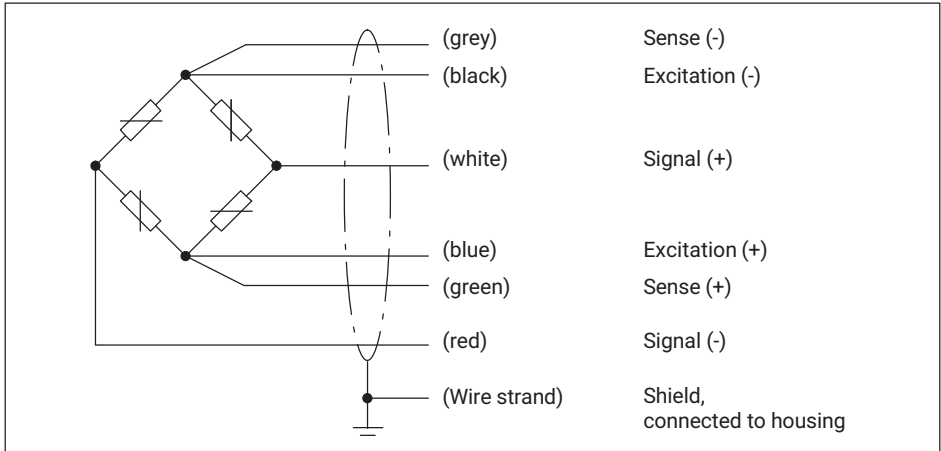 (grey) Sense (-)
(black) Excitation (-)
(white) Signal (+)
(blue) Excitation (+)
(green) Sense (+)
(red) Signal (-)
(Wire strand) Shield,
connected to housing